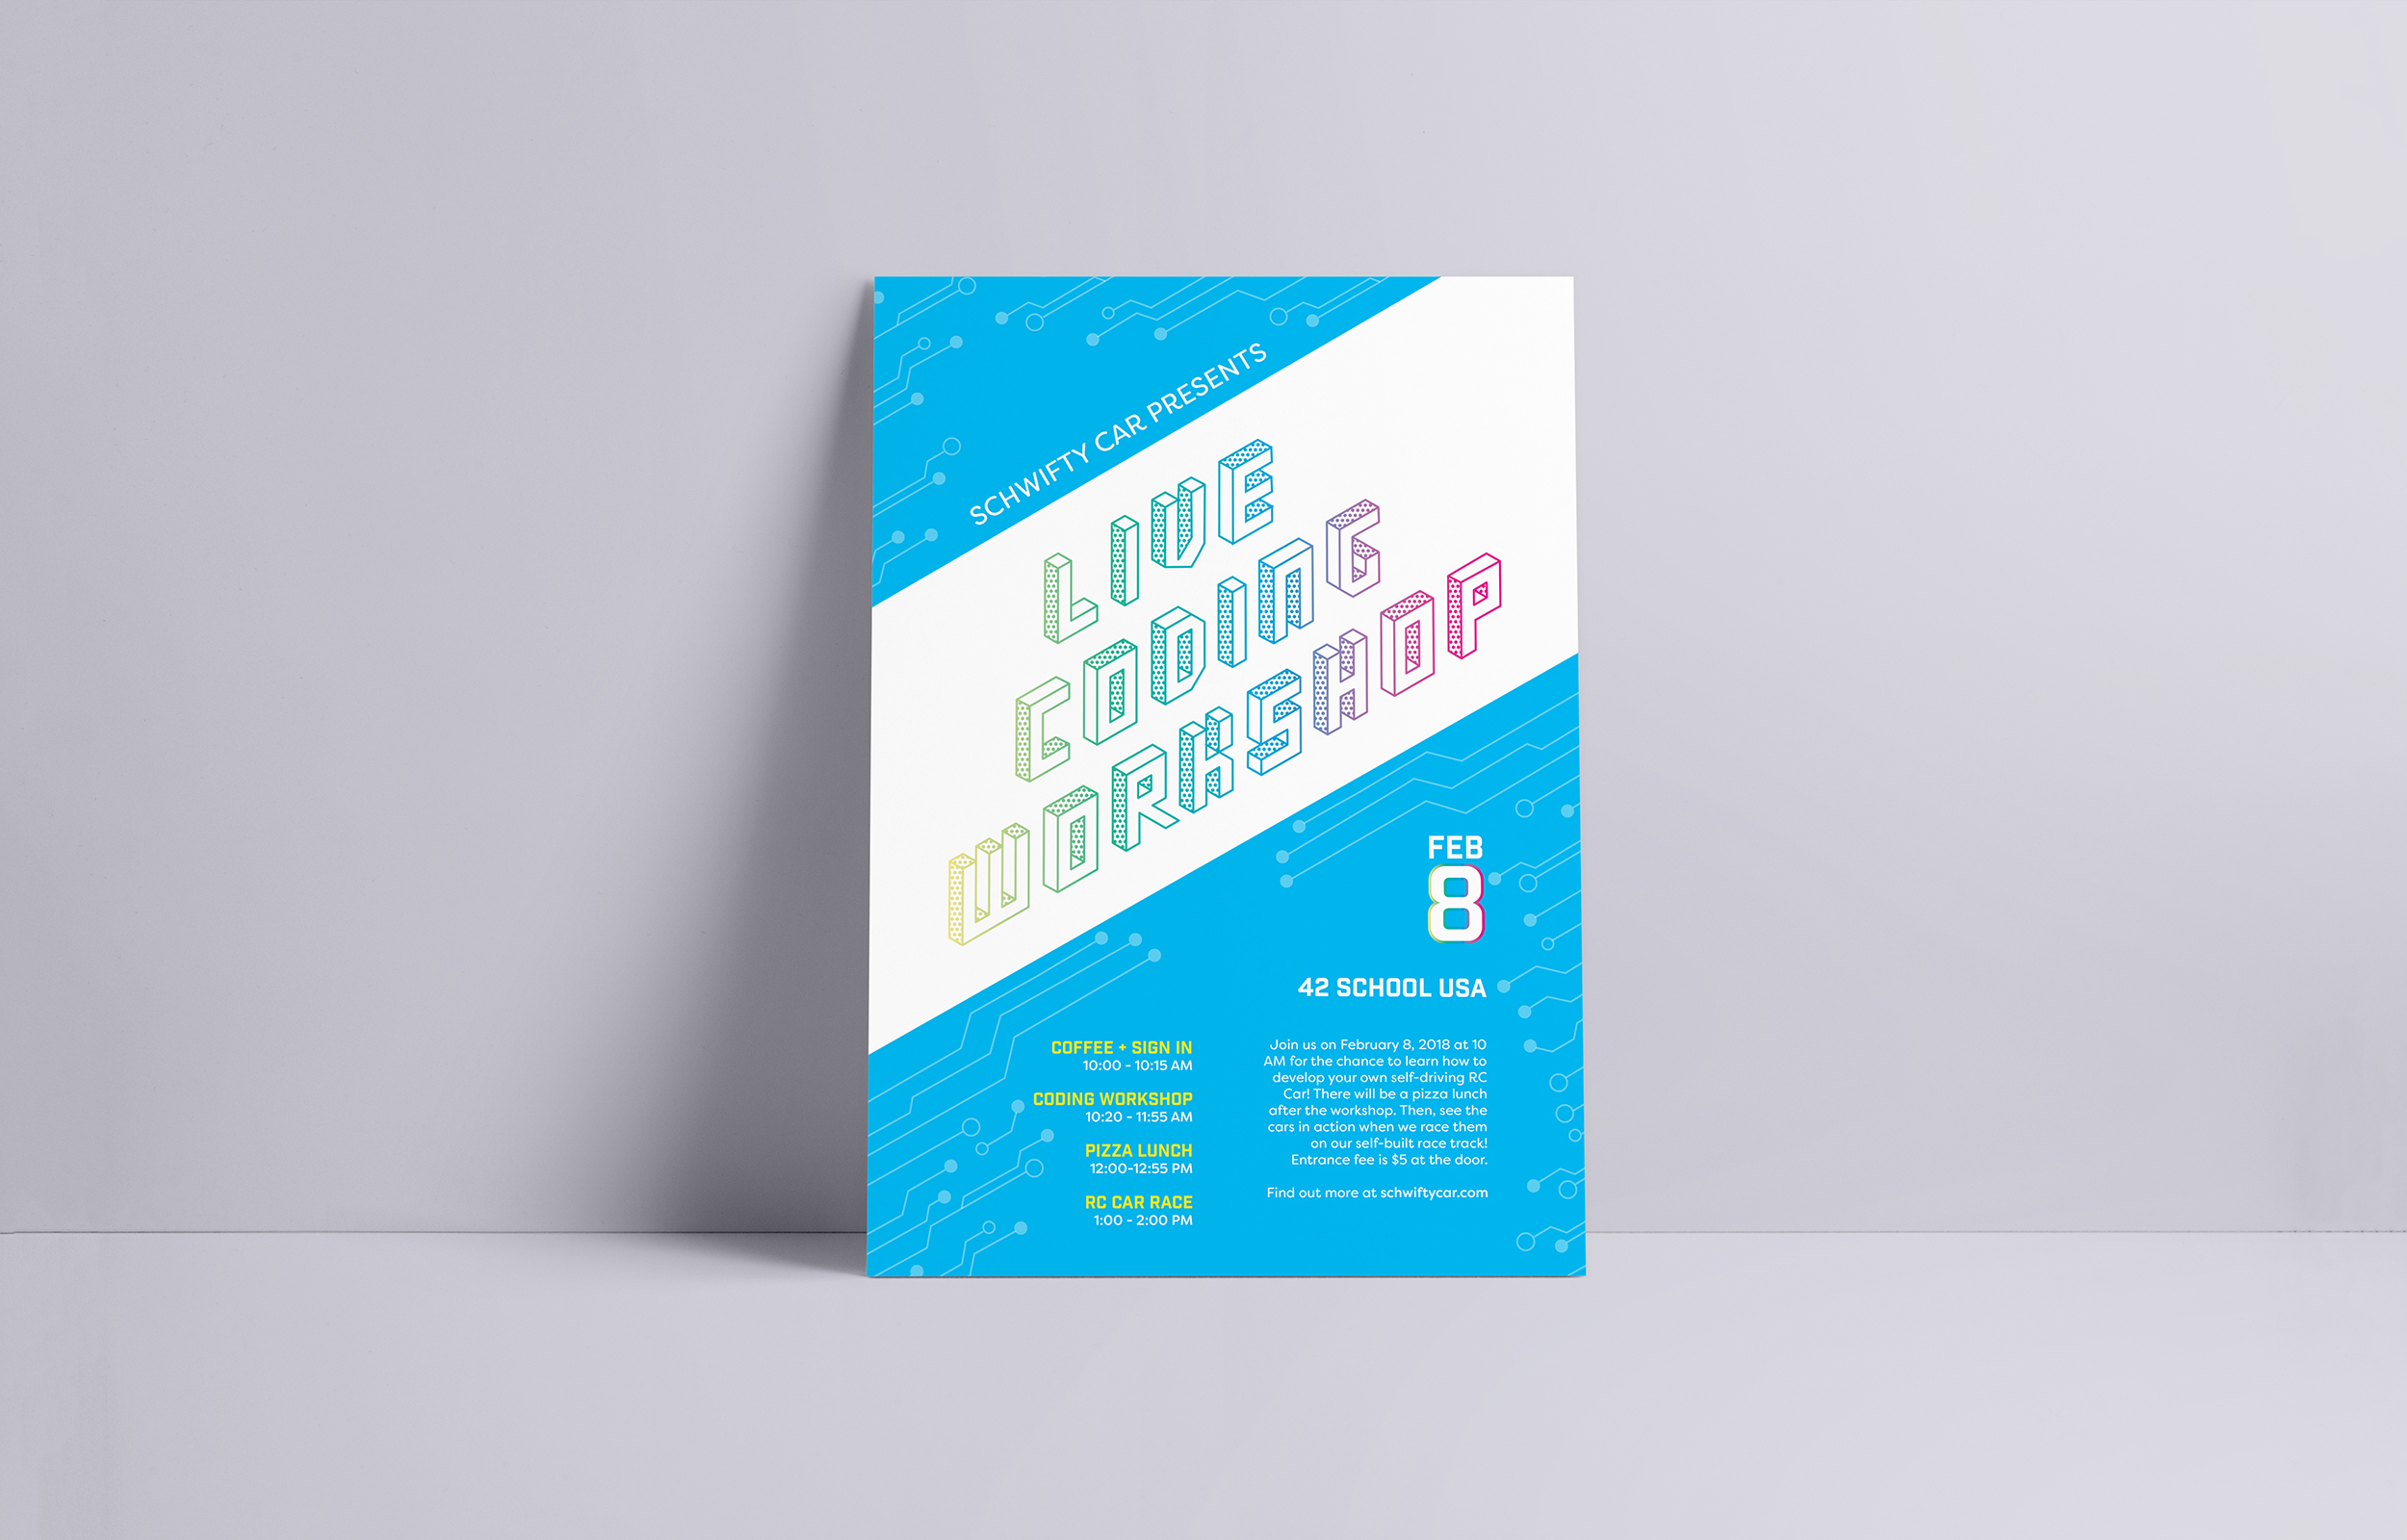 SCHWIFTY CAR PRESENTS
LIVE
CODING
WORKSHOP
FEB
8
42 SCHOOL USA
COFFEE + SIGN IN
10:00 - 10:15 AM
CODING WORKSHOP
10:20 - 11:55 AM
PIZZA LUNCH
12:00-12:55 PM
RC CAR RACE
1:00 - 2:00 PM
Join us on February 8, 2018 at 10
AM for the chance to learn how to
develop your own self-driving RC
Car! There will be a pizza lunch
after the workshop. Then, see the
cars in action when we race them
on our self-built race track!
Entrance fee is $5 at the door.
Find out more at schwiftycar.com